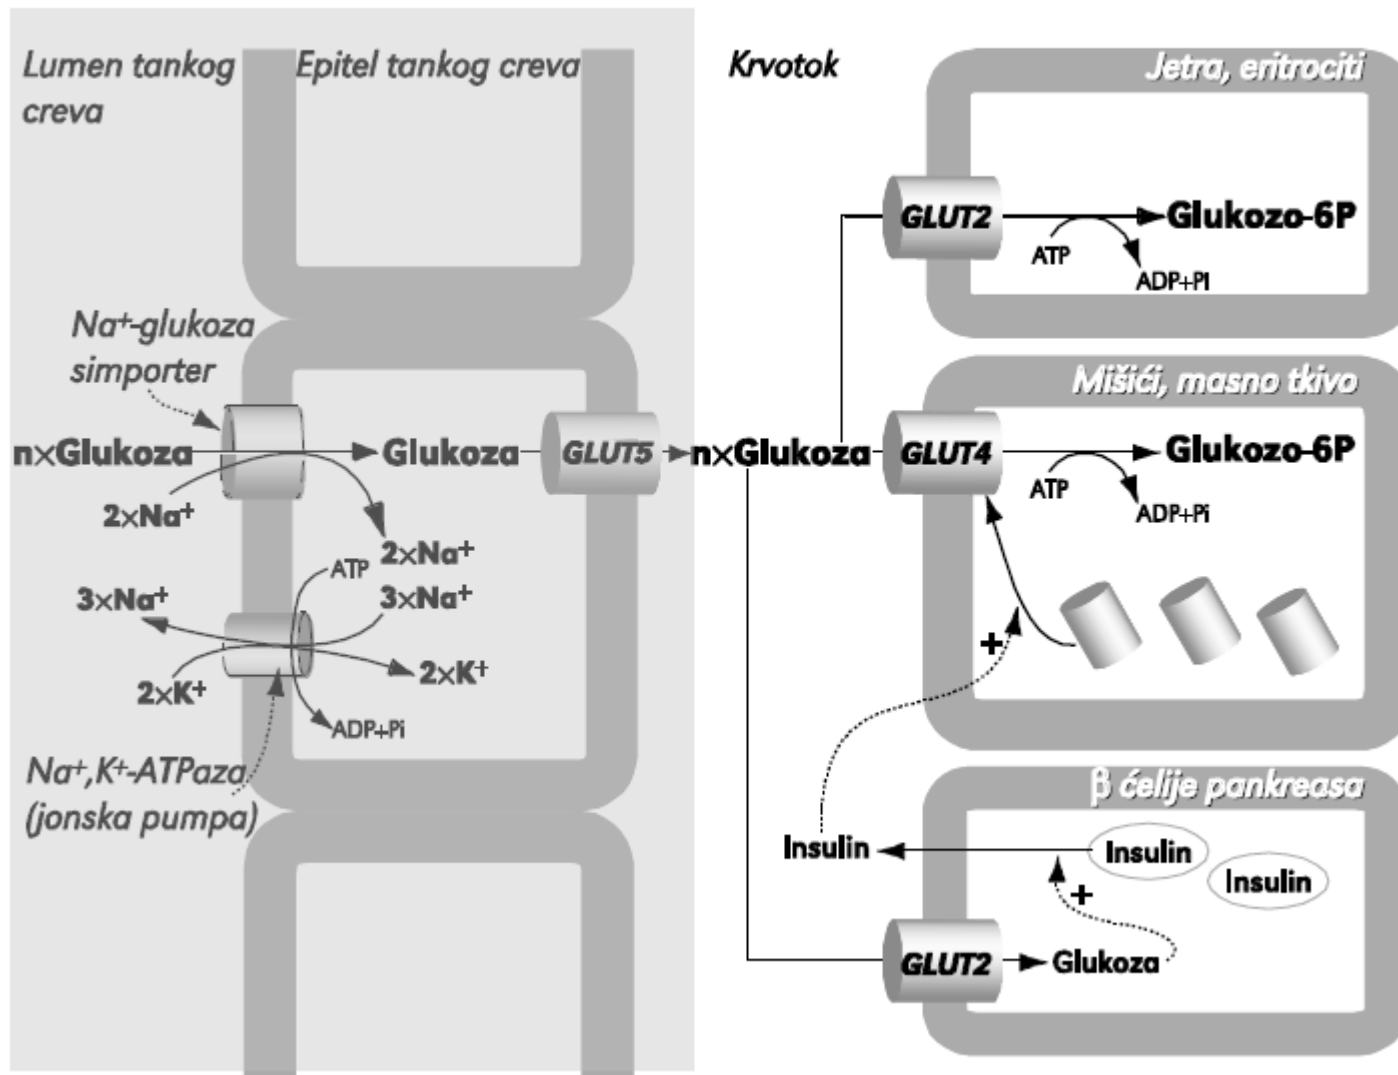 Lumen tankog
creva
Epitel tankog creva
Na⁺-glukoza
simporter
n×Glukoza
Glukoza
GLUT5
2×Na⁺
2×Na⁺
ATP
3×Na⁺
3×Na⁺
2×K⁺
2×K⁺
ADP+Pi
Na⁺,K⁺-ATPaza
(jonska pumpa)
Krvotok
n×Glukoza
Jetra, eritrociti
GLUT2
Glukozo-6P
ATP
ADP+Pi
Mišići, masno tkivo
GLUT4
Glukozo-6P
ATP
ADP+Pi
+
β ćelije pankreasa
Insulin
Insulin
Insulin
+
GLUT2
Glukoza